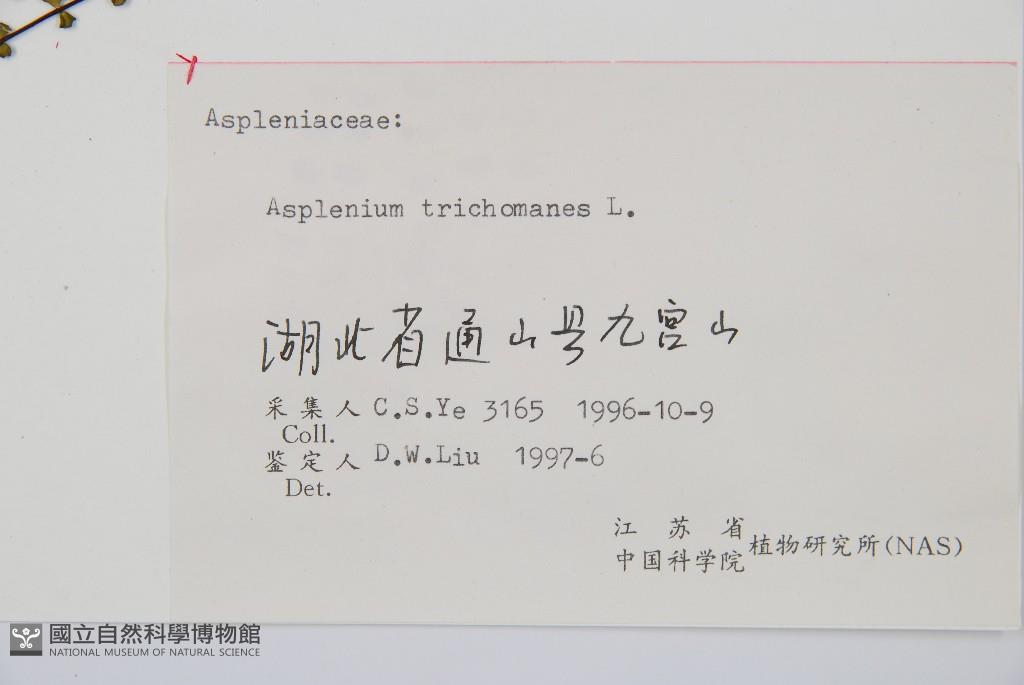 Aspleniaceae:
Asplenium trichomanes L.
湖北省通山县九宫山
采集人 C.S.Ye 3165 1996-10-9
Coll.
鉴定人 D.W.Liu 1997-6
Det.
江苏省
中国科学院 植物研究所(NAS)
國立自然科學博物館
NATIONAL MUSEUM OF NATURAL SCIENCE